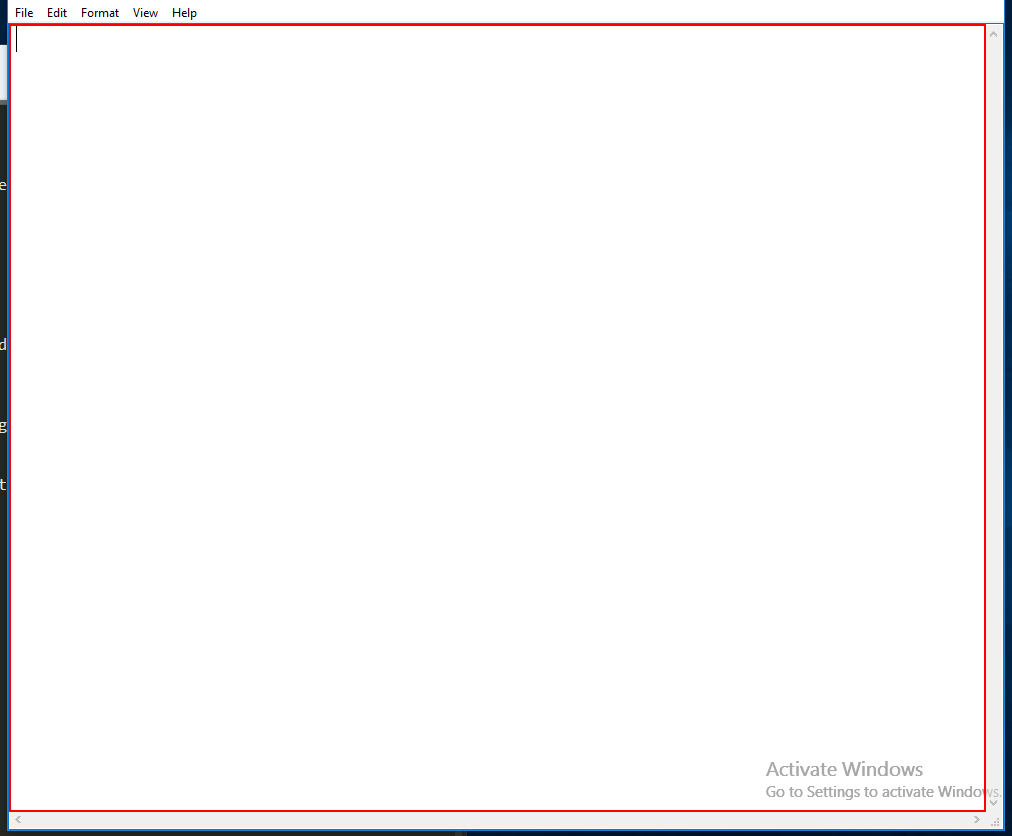 File Edit Format View Help
e
d
g
t
Activate Windows
Go to Settings to activate Windows.